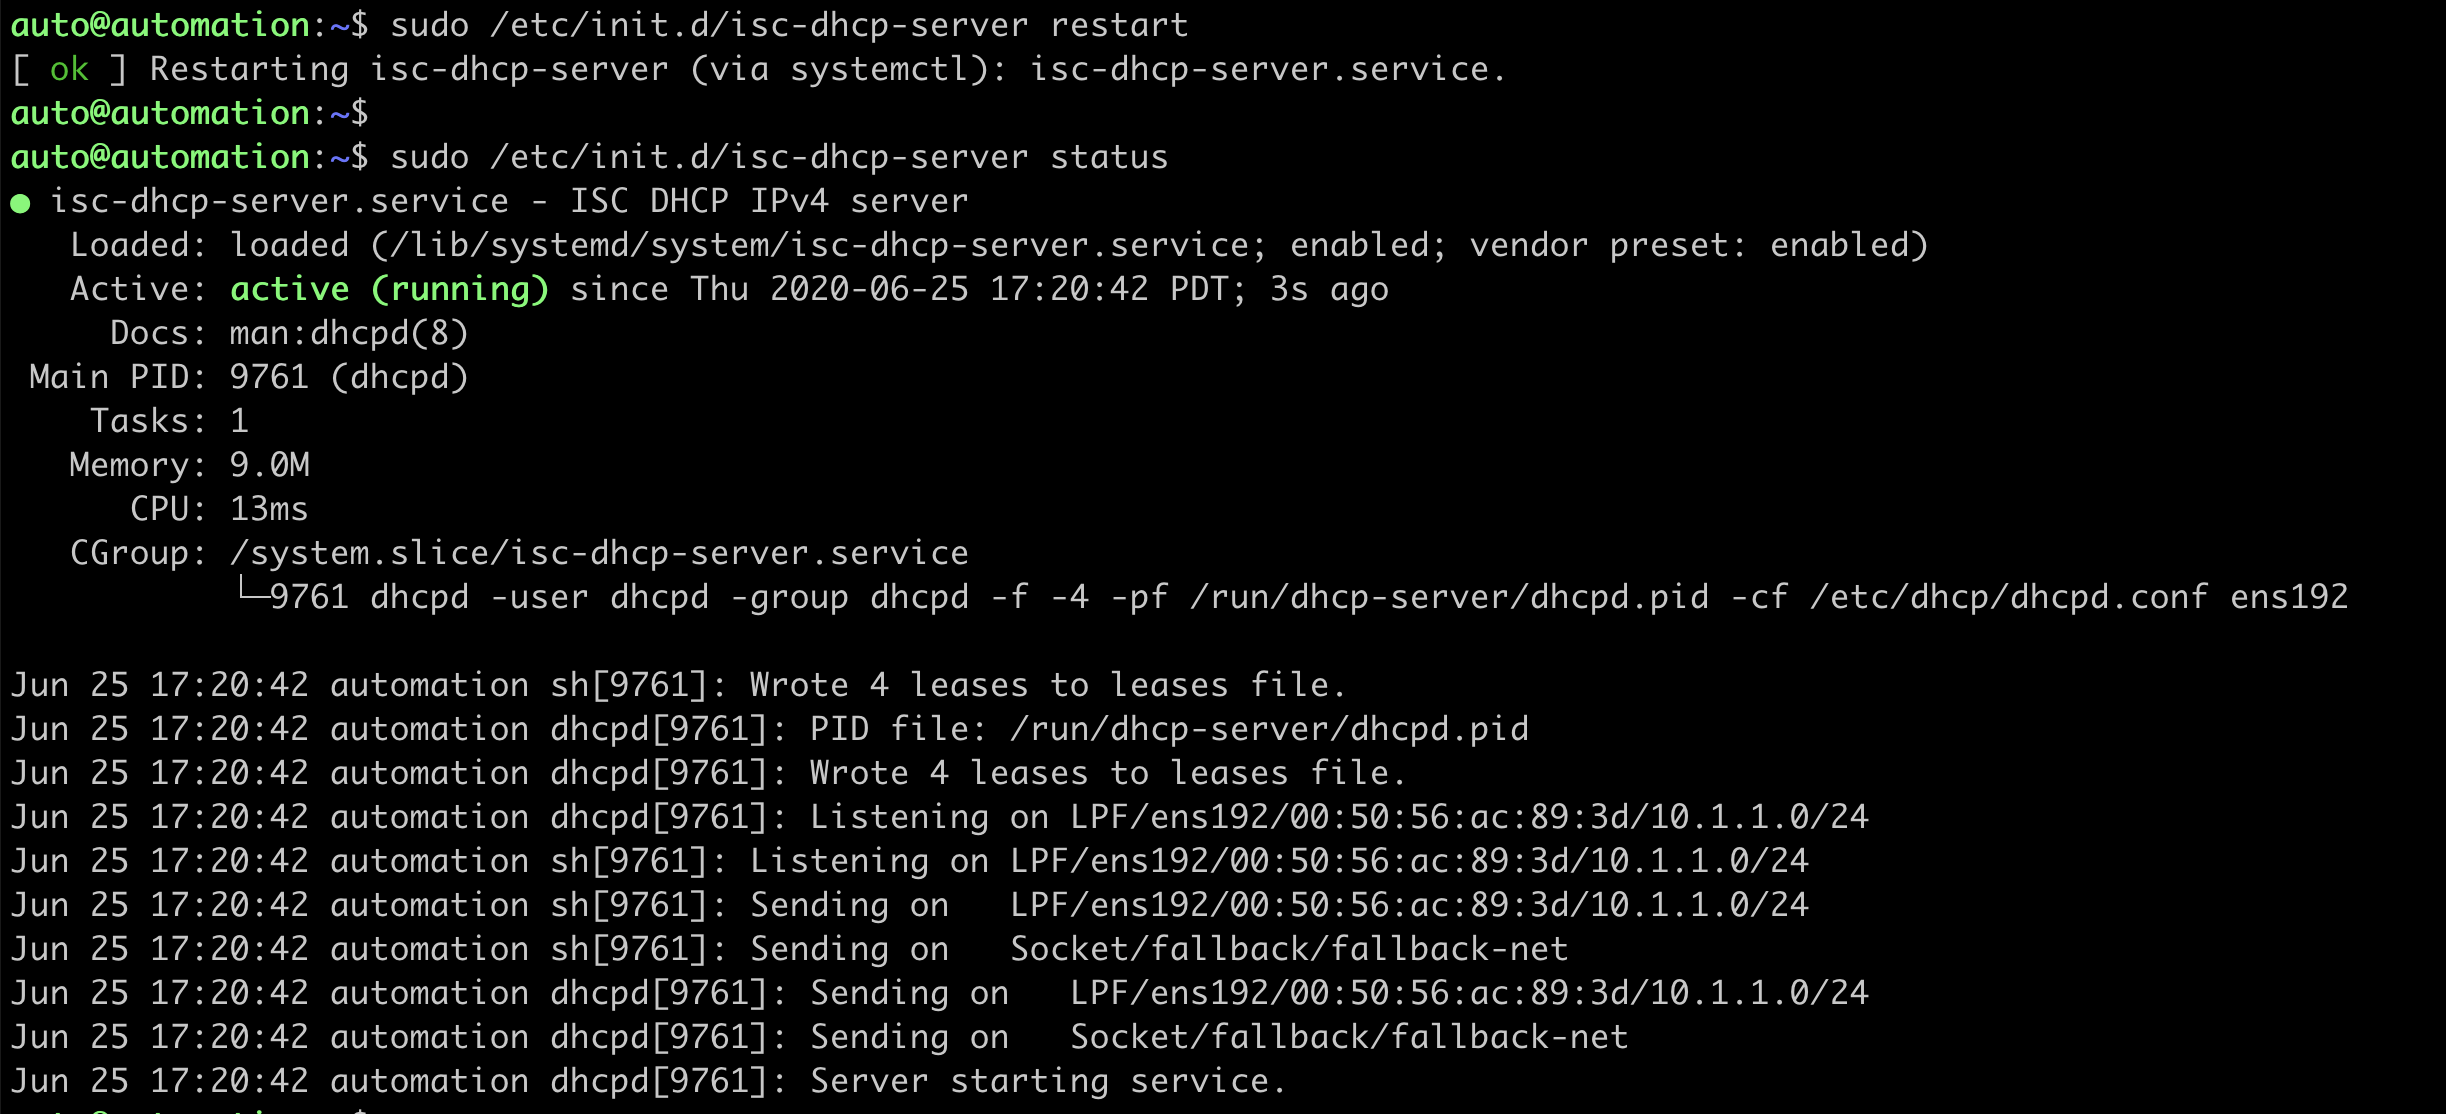 auto@automation:~$ sudo /etc/init.d/isc-dhcp-server restart
[ ok ] Restarting isc-dhcp-server (via systemctl): isc-dhcp-server.service.
auto@automation:~$
auto@automation:~$ sudo /etc/init.d/isc-dhcp-server status
● isc-dhcp-server.service - ISC DHCP IPv4 server
   Loaded: loaded (/lib/systemd/system/isc-dhcp-server.service; enabled; vendor preset: enabled)
   Active: active (running) since Thu 2020-06-25 17:20:42 PDT; 3s ago
     Docs: man:dhcpd(8)
 Main PID: 9761 (dhcpd)
    Tasks: 1
   Memory: 9.0M
      CPU: 13ms
   CGroup: /system.slice/isc-dhcp-server.service
           └─9761 dhcpd -user dhcpd -group dhcpd -f -4 -pf /run/dhcp-server/dhcpd.pid -cf /etc/dhcp/dhcpd.conf ens192

Jun 25 17:20:42 automation sh[9761]: Wrote 4 leases to leases file.
Jun 25 17:20:42 automation dhcpd[9761]: PID file: /run/dhcp-server/dhcpd.pid
Jun 25 17:20:42 automation dhcpd[9761]: Wrote 4 leases to leases file.
Jun 25 17:20:42 automation dhcpd[9761]: Listening on LPF/ens192/00:50:56:ac:89:3d/10.1.1.0/24
Jun 25 17:20:42 automation sh[9761]: Listening on LPF/ens192/00:50:56:ac:89:3d/10.1.1.0/24
Jun 25 17:20:42 automation sh[9761]: Sending on   LPF/ens192/00:50:56:ac:89:3d/10.1.1.0/24
Jun 25 17:20:42 automation sh[9761]: Sending on   Socket/fallback/fallback-net
Jun 25 17:20:42 automation dhcpd[9761]: Sending on   LPF/ens192/00:50:56:ac:89:3d/10.1.1.0/24
Jun 25 17:20:42 automation dhcpd[9761]: Sending on   Socket/fallback/fallback-net
Jun 25 17:20:42 automation dhcpd[9761]: Server starting service.